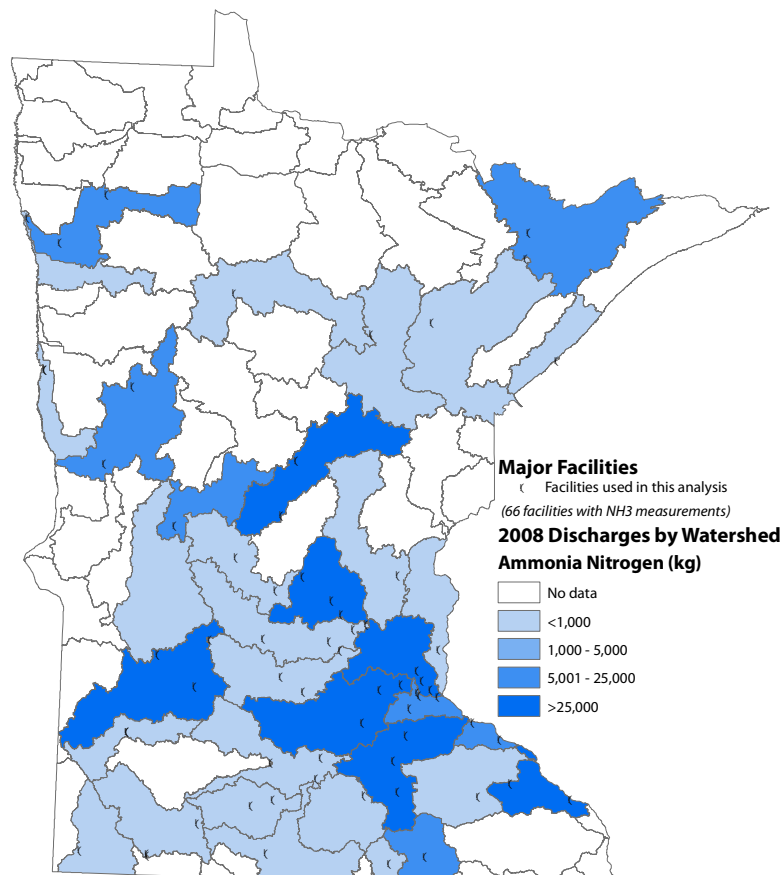 Major Facilities
Facilities used in this analysis
(66 facilities with NH3 measurements)
2008 Discharges by Watershed
Ammonia Nitrogen (kg)
No data
<1,000
1,000 - 5,000
5,001 - 25,000
>25,000